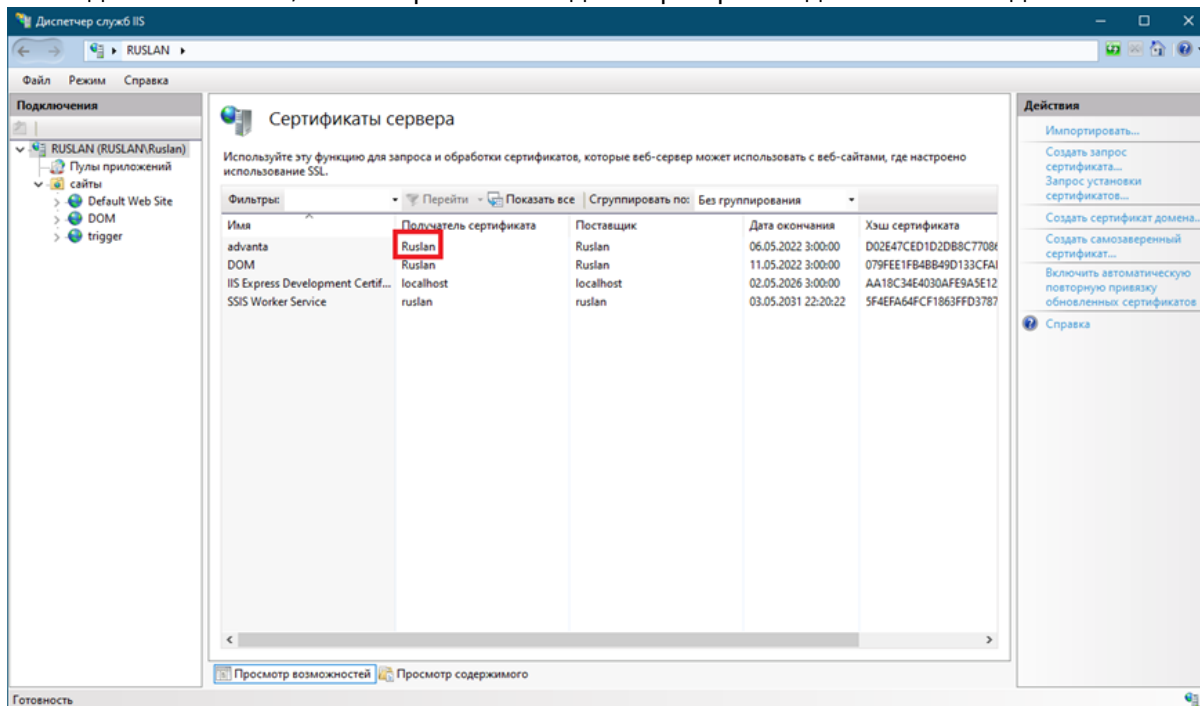 Диспетчер служб IIS
RUSLAN
Файл Режим Справка
Подключения
RUSLAN (RUSLAN\Ruslan)
Пулы приложений
сайты
Default Web Site
DOM
trigger
Сертификаты сервера
Используйте эту функцию для запроса и обработки сертификатов, которые веб-сервер может использовать с веб-сайтами, где настроено
использование SSL.
Фильтры: Перейти Показать все Сгруппировать по: Без группирования
Имя Получатель сертификата Поставщик Дата окончания Хэш сертификата
advanta Ruslan Ruslan 06.05.2022 3:00:00 D02E47CED1D2DB8C77086
DOM Ruslan Ruslan 11.05.2022 3:00:00 079FEE1FB4BB49D133CFAI
IIS Express Development Certif... localhost localhost 02.05.2026 3:00:00 AA18C34E4030AFE9A5E12
SSIS Worker Service ruslan ruslan 03.05.2031 22:20:22 5F4EFA64FCF1863FFD3787
Просмотр возможностей Просмотр содержимого
Действия
Импортировать...
Создать запрос
сертификата...
Запрос установки
сертификатов...
Создать сертификат домена...
Создать самозаверенный
сертификат...
Включить автоматическую
повторную привязку
обновленных сертификатов
Справка
Готовность